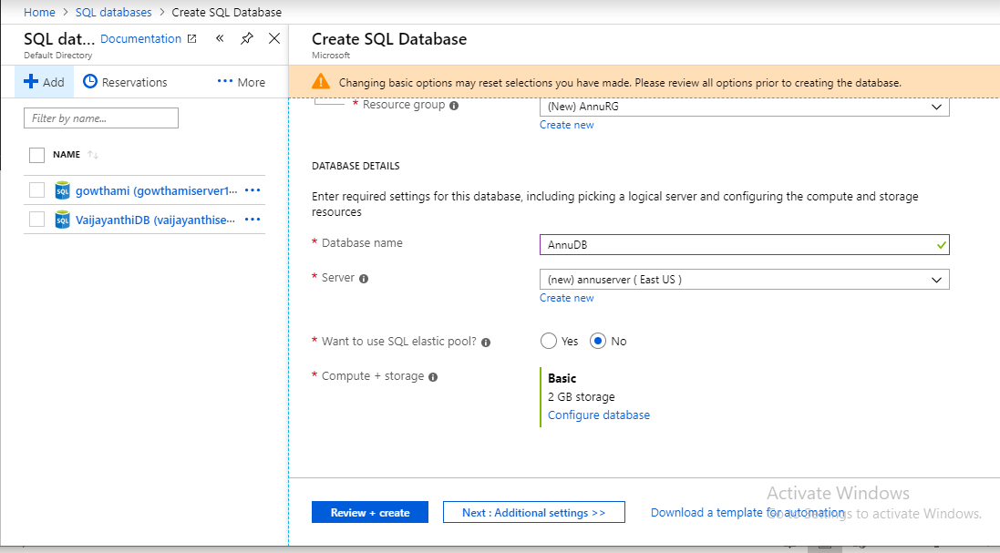 Home > SQL databases > Create SQL Database
SQL dat... Documentation
Default Directory
Add Reservations ••• More
Filter by name...
NAME
gowthami (gowthamiserver1... •••
VaijayanthiDB (vaijayanthise... •••
Create SQL Database
Microsoft
Changing basic options may reset selections you have made. Please review all options prior to creating the database.
* Resource group
(New) AnnuRG
Create new
DATABASE DETAILS
Enter required settings for this database, including picking a logical server and configuring the compute and storage
resources
* Database name
AnnuDB
* Server
(new) annuserver ( East US )
Create new
* Want to use SQL elastic pool?
Yes No
* Compute + storage
Basic
2 GB storage
Configure database
Review + create
Next : Additional settings >>
Download a template for automation
Activate Windows
Go to Settings to activate Windows.